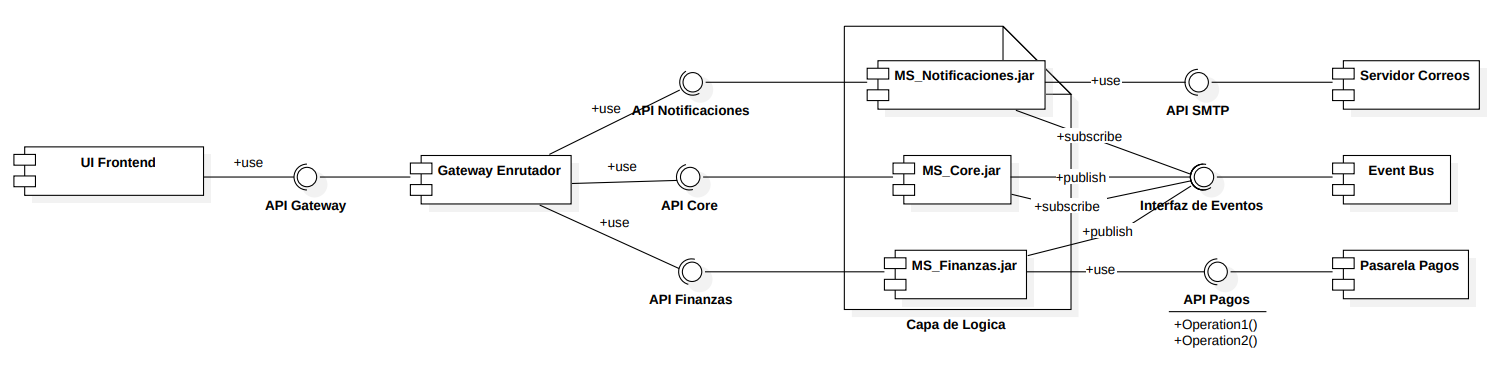 MS_Notificaciones.jar
+use
Servidor Correos
+use
API Notificaciones
API SMTP
+subscribe
UI Frontend
+use
API Gateway
Gateway Enrutador
+use
API Core
MS_Core.jar
+publish
+subscribe
Interfaz de Eventos
Event Bus
+use
+publish
API Finanzas
MS_Finanzas.jar
+use
Pasarela Pagos
API Pagos
+Operation1()
+Operation2()
Capa de Logica